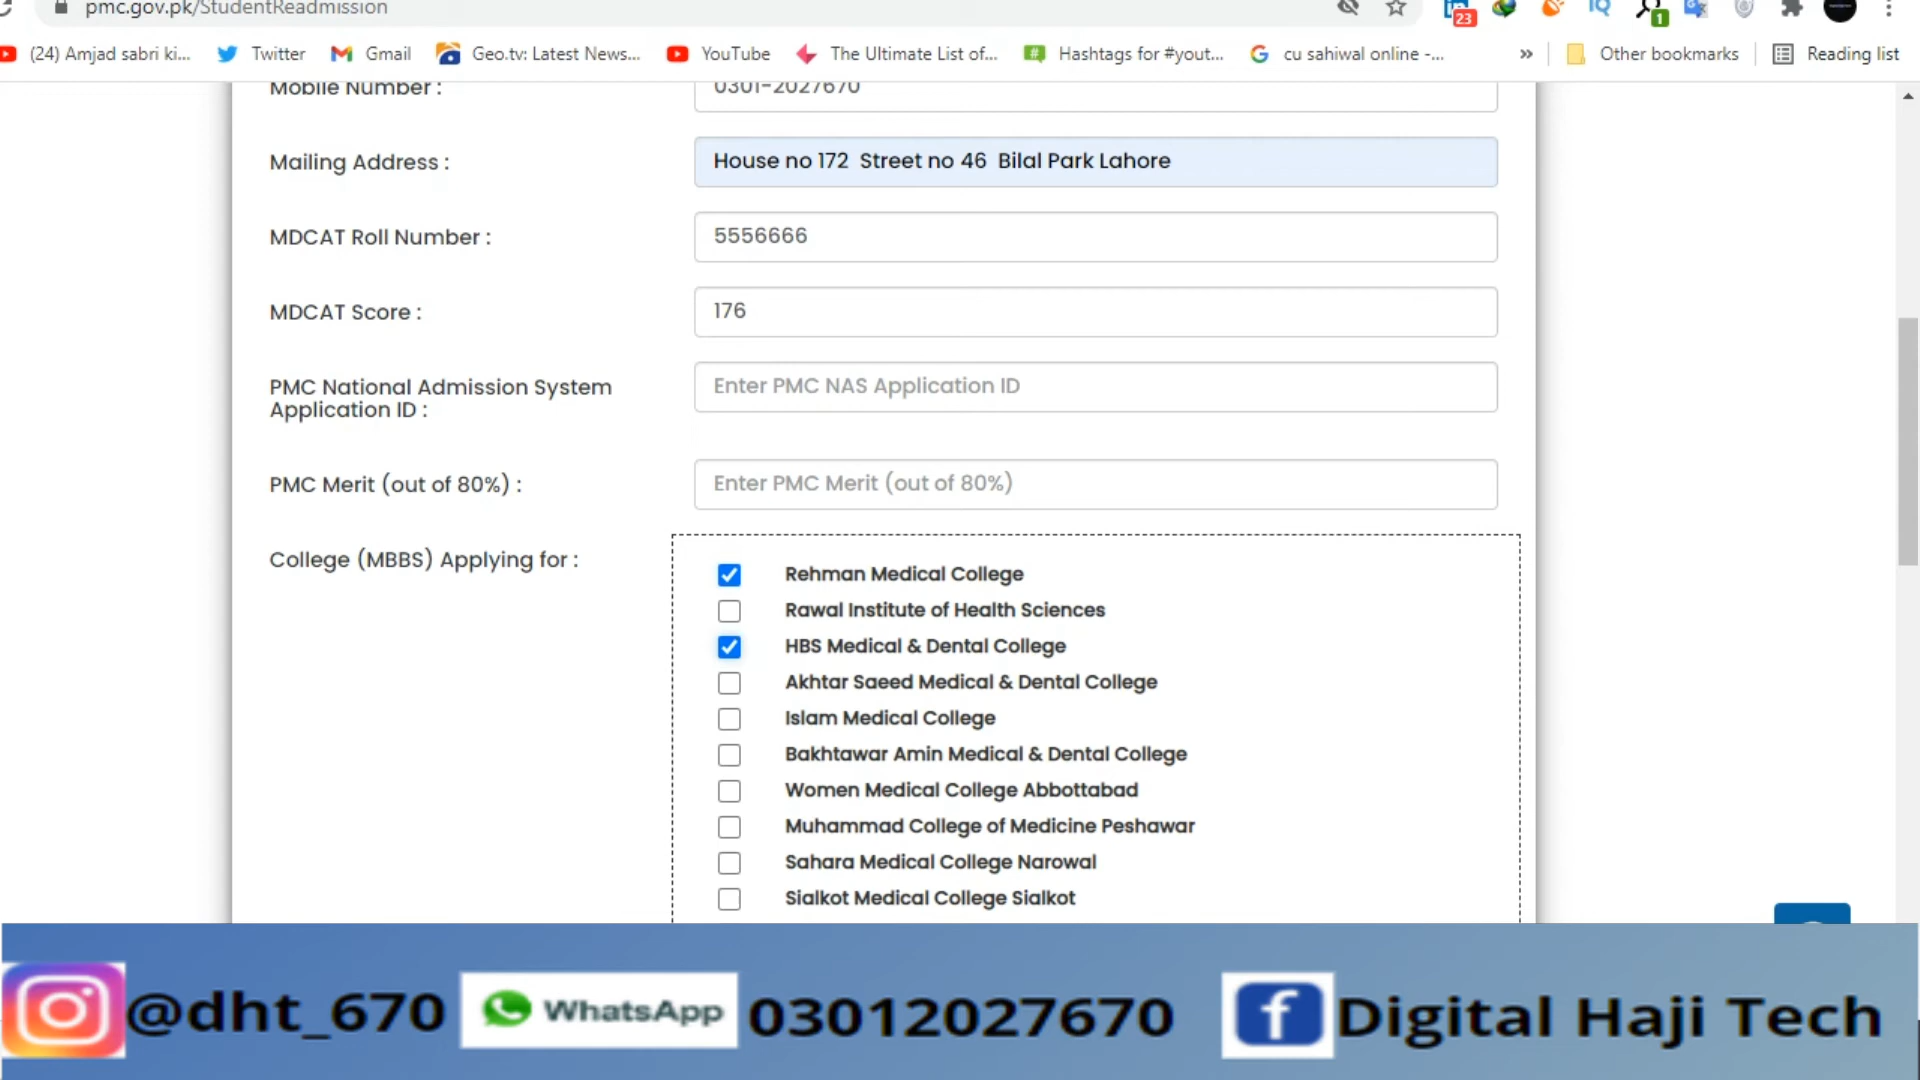 pmc.gov.pk/StudentReadmission
23
IQ
1
(24) Amjad sabri ki...
Twitter
Gmail
Geo.tv: Latest News...
YouTube
The Ultimate List of...
# Hashtags for #yout...
cu sahiwal online -...
»
Other bookmarks
Reading list
Mobile Number :
0301-2027670
Mailing Address :
House no 172 Street no 46 Bilal Park Lahore
MDCAT Roll Number :
5556666
MDCAT Score :
176
PMC National Admission System
Application ID :
Enter PMC NAS Application ID
PMC Merit (out of 80%) :
Enter PMC Merit (out of 80%)
College (MBBS) Applying for :
Rehman Medical College
Rawal Institute of Health Sciences
HBS Medical & Dental College
Akhtar Saeed Medical & Dental College
Islam Medical College
Bakhtawar Amin Medical & Dental College
Women Medical College Abbottabad
Muhammad College of Medicine Peshawar
Sahara Medical College Narowal
Sialkot Medical College Sialkot
@dht_670
WhatsApp
03012027670
f
Digital Haji Tech